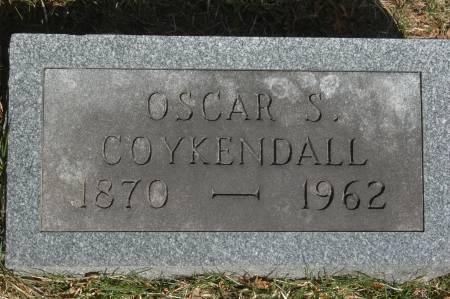 OSCAR S.
COYKENDALL
1870 — 1962